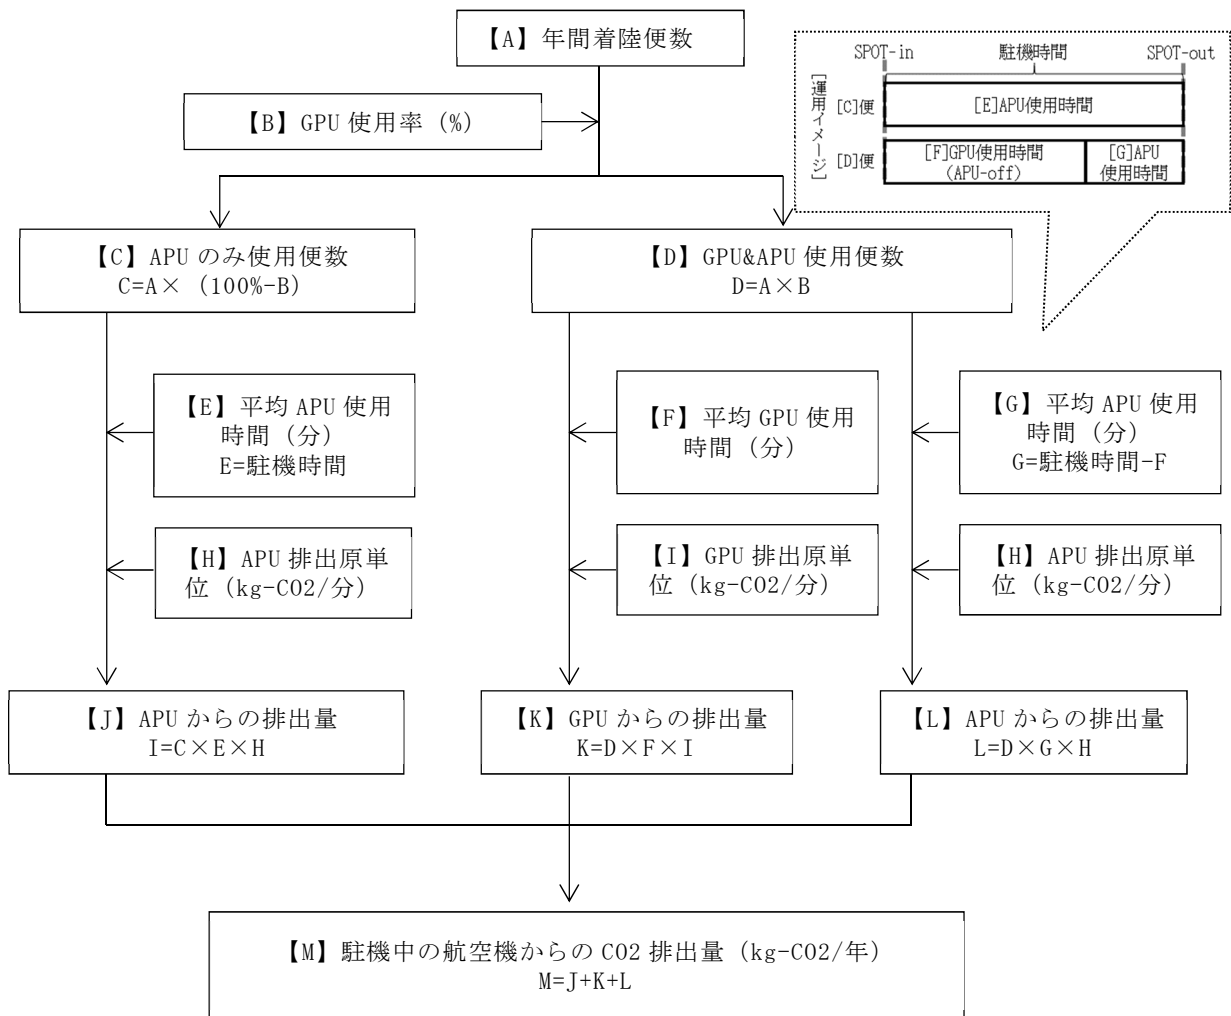 【A】年間着陸便数
SPOT-in 駐機時間 SPOT-out
[運用イメージ]
[C]便 [E]APU使用時間
[D]便 [F]GPU使用時間 [G]APU
(APU-off) 使用時間
【B】GPU 使用率 (%)
【C】APU のみ使用便数
C=A×（100%-B）
【D】GPU&APU 使用便数
D=A×B
【E】平均 APU 使用
時間（分）
E=駐機時間
【F】平均 GPU 使用
時間（分）
【G】平均 APU 使用
時間（分）
G=駐機時間-F
【H】APU 排出原単
位（kg-CO2/分）
【I】GPU 排出原単
位（kg-CO2/分）
【H】APU 排出原単
位（kg-CO2/分）
【J】APU からの排出量
I=C×E×H
【K】GPU からの排出量
K=D×F×I
【L】APU からの排出量
L=D×G×H
【M】駐機中の航空機からの CO2 排出量（kg-CO2/年）
M=J+K+L